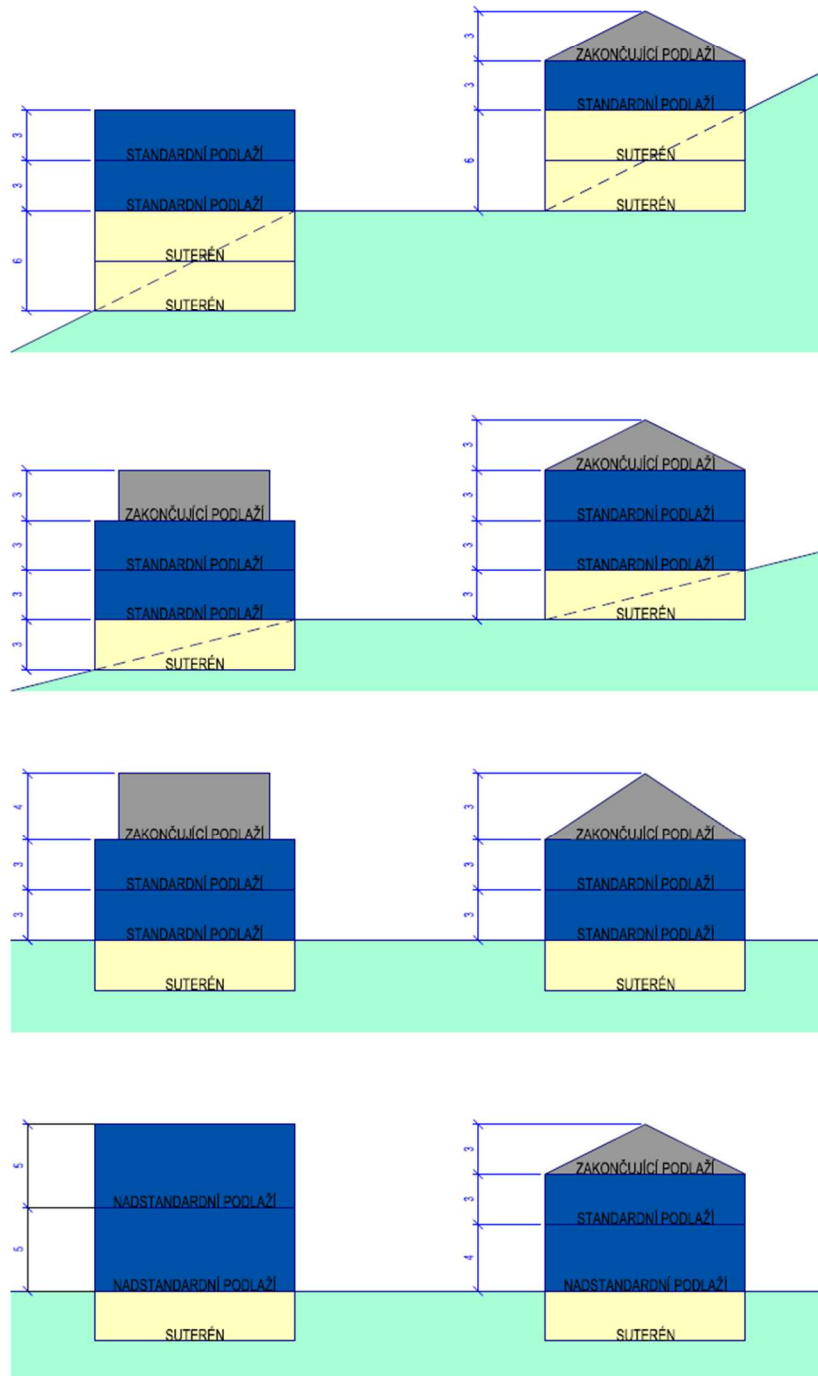 3
ZAKONČUJÍCÍ PODLAŽÍ
3
STANDARDNÍ PODLAŽÍ
6
SUTERÉN
SUTERÉN
3
STANDARDNÍ PODLAŽÍ
3
STANDARDNÍ PODLAŽÍ
6
SUTERÉN
SUTERÉN
3
ZAKONČUJÍCÍ PODLAŽÍ
3
STANDARDNÍ PODLAŽÍ
3
STANDARDNÍ PODLAŽÍ
3
SUTERÉN
3
ZAKONČUJÍCÍ PODLAŽÍ
3
STANDARDNÍ PODLAŽÍ
STANDARDNÍ PODLAŽÍ
3
SUTERÉN
4
ZAKONČUJÍCÍ PODLAŽÍ
3
STANDARDNÍ PODLAŽÍ
3
STANDARDNÍ PODLAŽÍ
SUTERÉN
3
ZAKONČUJÍCÍ PODLAŽÍ
3
STANDARDNÍ PODLAŽÍ
3
STANDARDNÍ PODLAŽÍ
SUTERÉN
5
NADSTANDARDNÍ PODLAŽÍ
5
NADSTANDARDNÍ PODLAŽÍ
SUTERÉN
3
ZAKONČUJÍCÍ PODLAŽÍ
3
STANDARDNÍ PODLAŽÍ
4
NADSTANDARDNÍ PODLAŽÍ
SUTERÉN